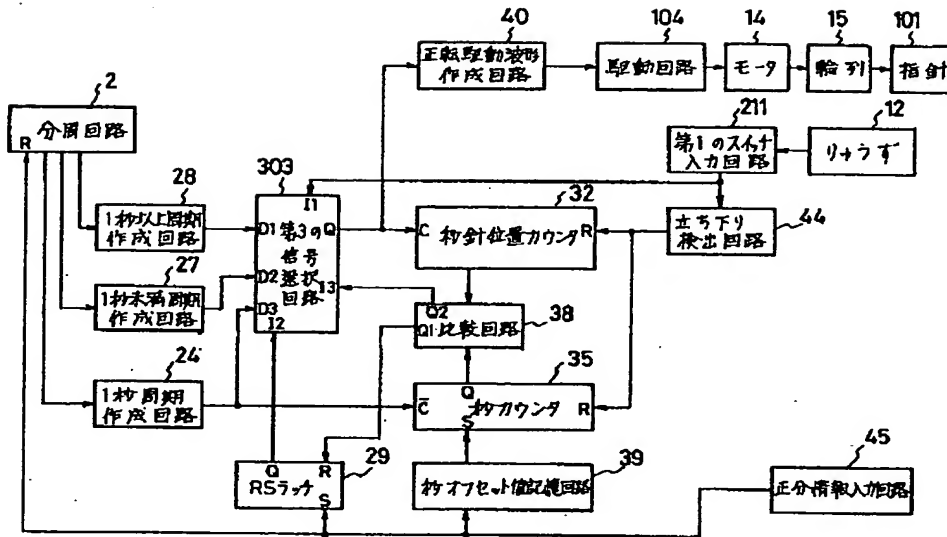 40
104
14
15
101
正転駆動波形
作成回路
駆動回路
モータ
輪列
指針
2
分周回路
R
211
12
第1のスイッチ
入力回路
りゅうず
28
303
32
44
1秒以上周期
作成回路
I1
D1
第3の
信号
選択
回路
Q
D2
D3
I2
I3
C
秒針位置カウンタ
R
立ち下り
検出回路
27
1秒未満周期
作成回路
Q2
Q1
比較回路
38
24
1秒周期
作成回路
35
C
Q
秒カウンタ
S
R
Q
R
RSラッチ
S
29
39
秒オフセット値記憶回路
45
正分情報入力回路